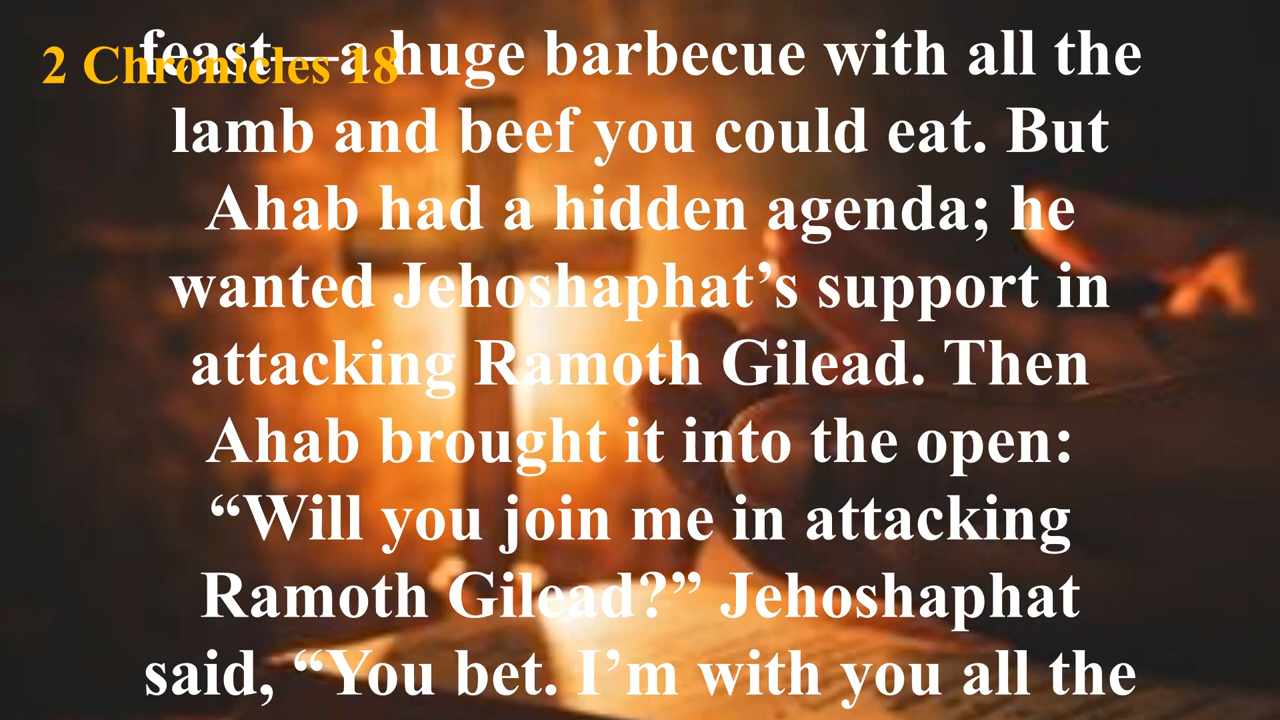 2 Chronicles 18
feast—a huge barbecue with all the
lamb and beef you could eat. But
Ahab had a hidden agenda; he
wanted Jehoshaphat’s support in
attacking Ramoth Gilead. Then
Ahab brought it into the open:
“Will you join me in attacking
Ramoth Gilead?” Jehoshaphat
said, “You bet. I’m with you all the